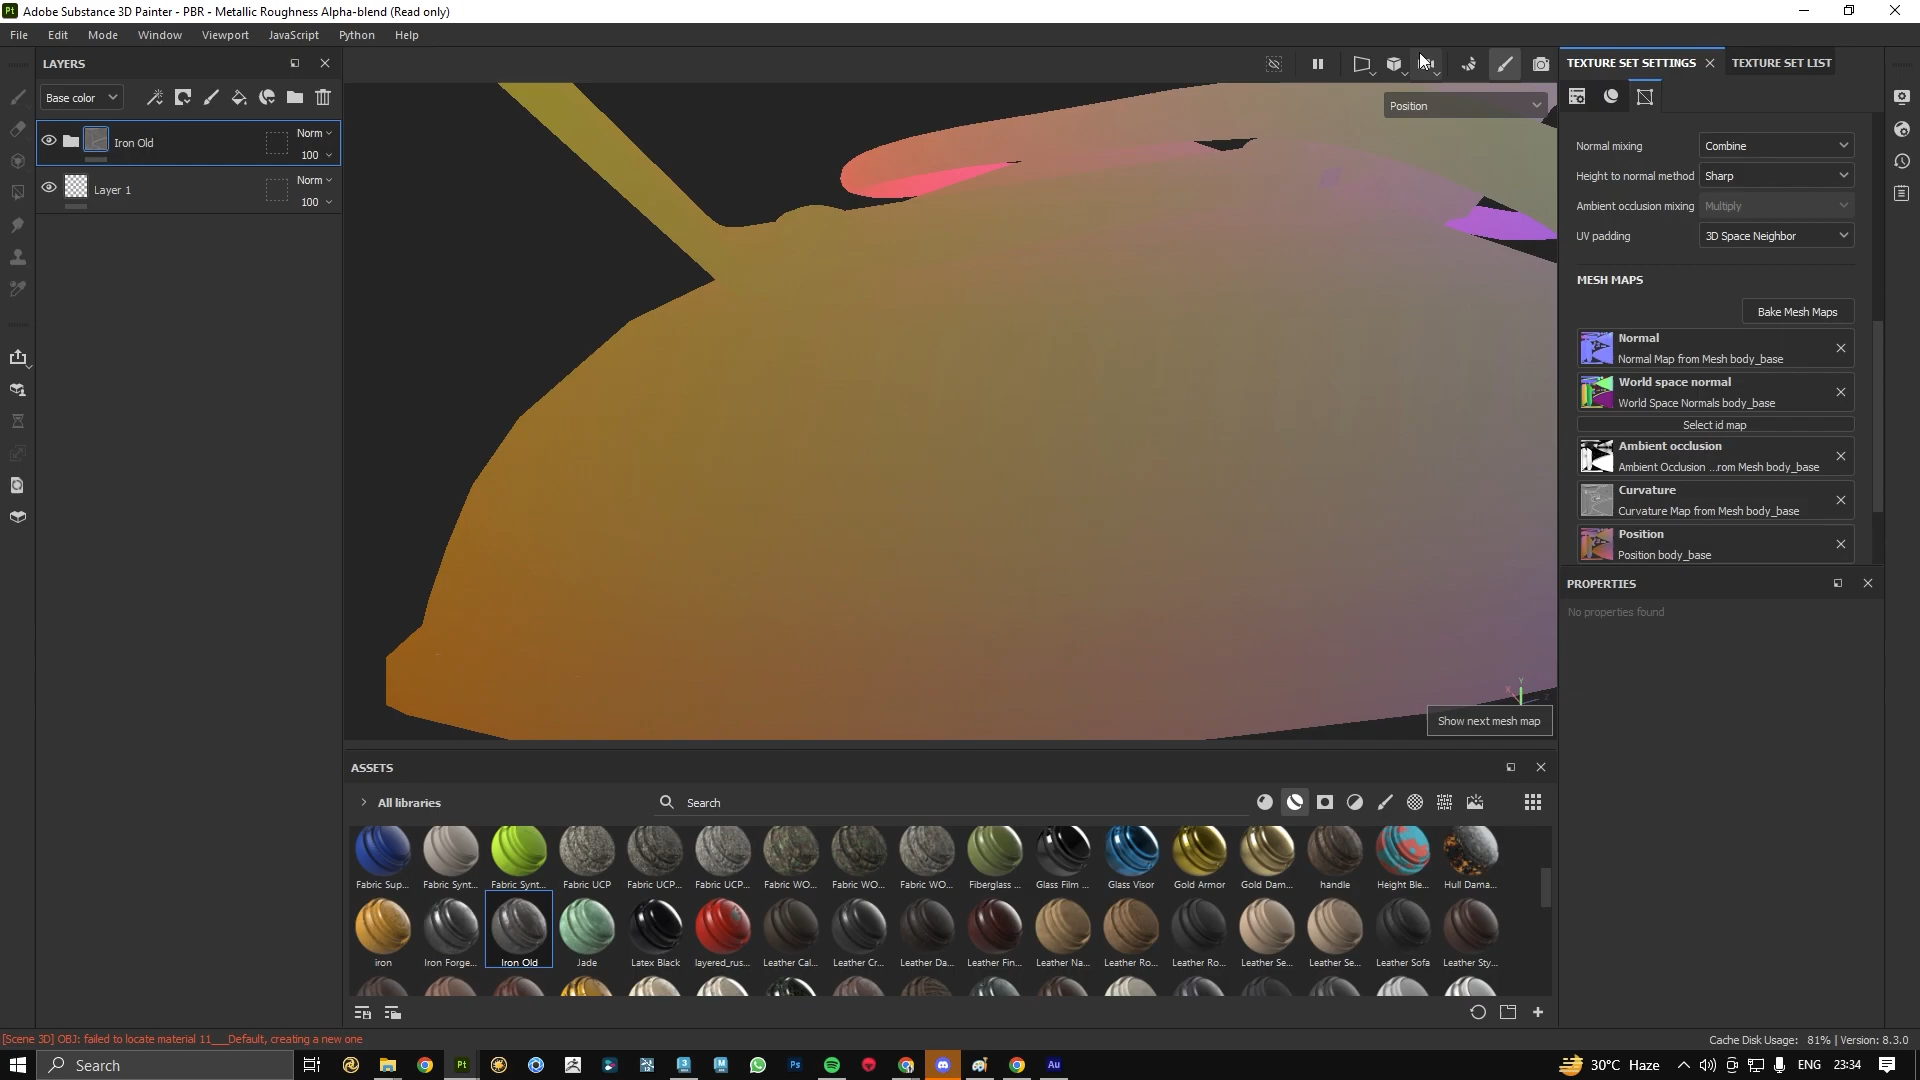 Adobe Substance 3D Painter - PBR - Metallic Roughness Alpha-blend (Read only)
File Edit Mode Window Viewport JavaScript Python Help
LAYERS
Base color
Iron Old
Norm
100
Layer 1
Norm
100
Position
Show next mesh map
Y
X
TEXTURE SET SETTINGS
TEXTURE SET LIST
Normal mixing Combine
Height to normal method Sharp
Ambient occlusion mixing Multiply
UV padding 3D Space Neighbor
MESH MAPS
Bake Mesh Maps
Normal
Normal Map from Mesh body_base
World space normal
World Space Normals body_base
Select id map
Ambient occlusion
Ambient Occlusion ...rom Mesh body_base
Curvature
Curvature Map from Mesh body_base
Position
Position body_base
PROPERTIES
No properties found
ASSETS
All libraries
Search
Fabric Sup... Fabric Synt... Fabric Synt... Fabric UCP Fabric UCP... Fabric UCP... Fabric WO... Fabric WO... Fabric WO... Fiberglass ... Glass Film ... Glass Visor Gold Armor Gold Dam... handle Height Ble... Hull Dama...
iron Iron Forge... Iron Old Jade Latex Black layered_rus... Leather Cal... Leather Cr... Leather Da... Leather Fin... Leather Na... Leather Ro... Leather Ro... Leather Se... Leather Se... Leather Sofa Leather Sty...
[Scene 3D] OBJ: failed to locate material 11___Default, creating a new one
Cache Disk Usage: 81% | Version: 8.3.0
Search
30°C Haze
ENG
23:34